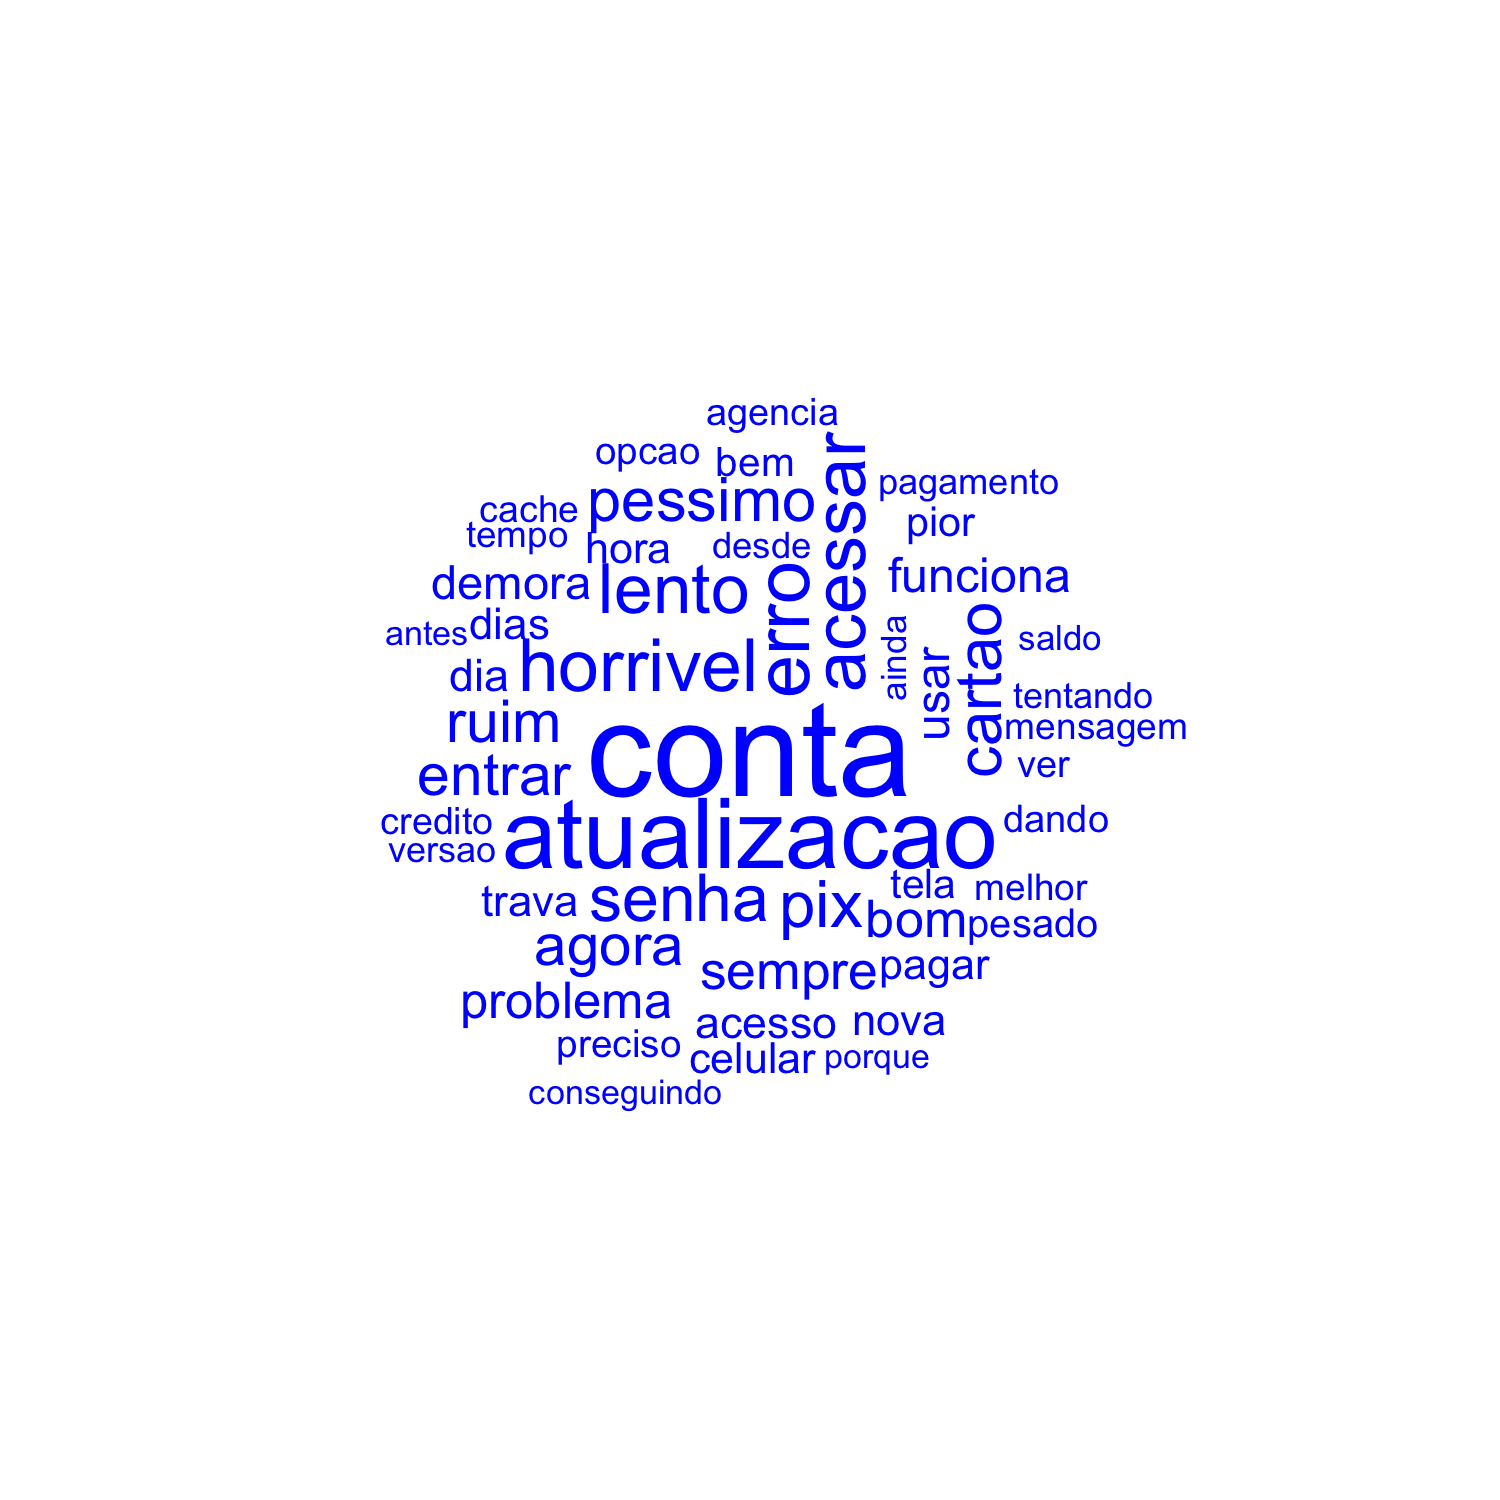 agencia
opcao
bem
acessar
pagamento
pessimo
cache
pior
tempo
hora
desde
erro
funciona
demora
lento
antes
dias
ainda
saldo
horrivel
usar
cartao
dia
tentando
ruim
conta
mensagem
entrar
ver
credito
atualizacao
dando
versao
trava
senha
pix
tela
melhor
bom
pesado
agora
sempre
pagar
problema
acesso
nova
preciso
celular
porque
conseguindo